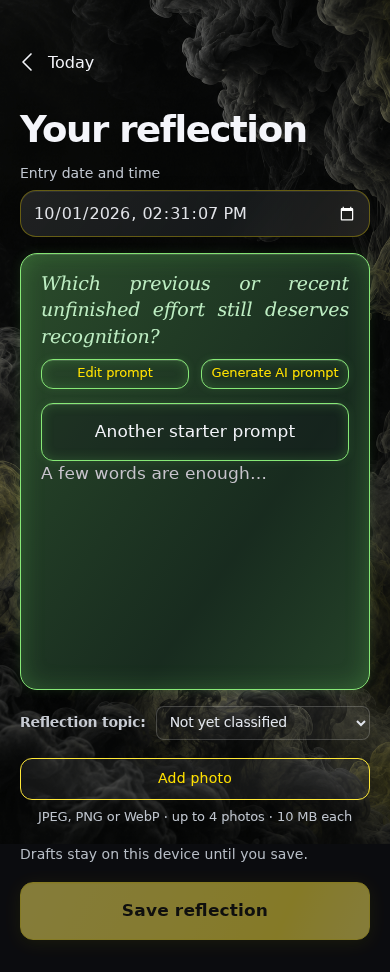 Today
Your reflection
Entry date and time
10/01/2026, 02:31:07 PM
Which previous or recent
unfinished effort still deserves
recognition?
Edit prompt
Generate AI prompt
Another starter prompt
A few words are enough...
Reflection topic:
Not yet classified
Add photo
JPEG, PNG or WebP · up to 4 photos · 10 MB each
Drafts stay on this device until you save.
Save reflection